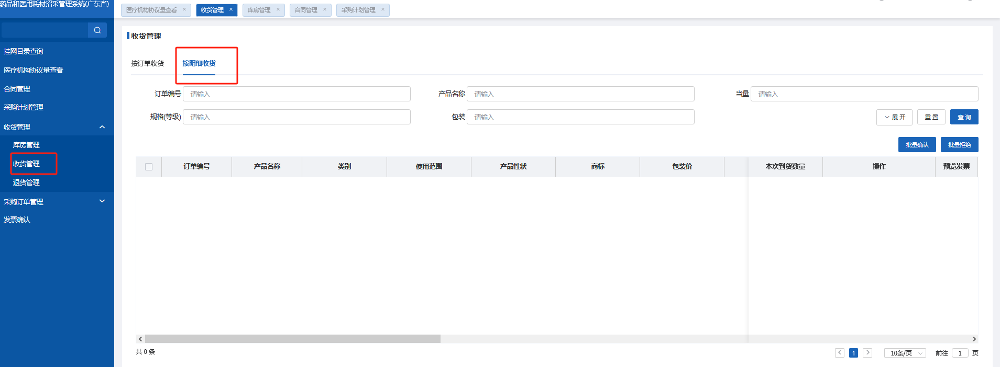 药品和医用耗材招采管理系统(广东省)
医疗机构协议量查看 × 收货管理 × 库房管理 × 合同管理 × 采购计划管理 ×
挂网目录查询
医疗机构协议量查看
合同管理
采购计划管理
收货管理
库房管理
收货管理
退货管理
采购订单管理
发票确认
收货管理
按订单收货 按明细收货
订单编号 请输入 产品名称 请输入 当量 请输入
规格(等级) 请输入 包装 请输入 展开 重置 查询
批量确认 批量拒绝
订单编号 产品名称 类别 使用范围 产品性状 商标 包装价 本次到货数量 操作 预览发票
共 0 条 1 10条/页 前往 1 页